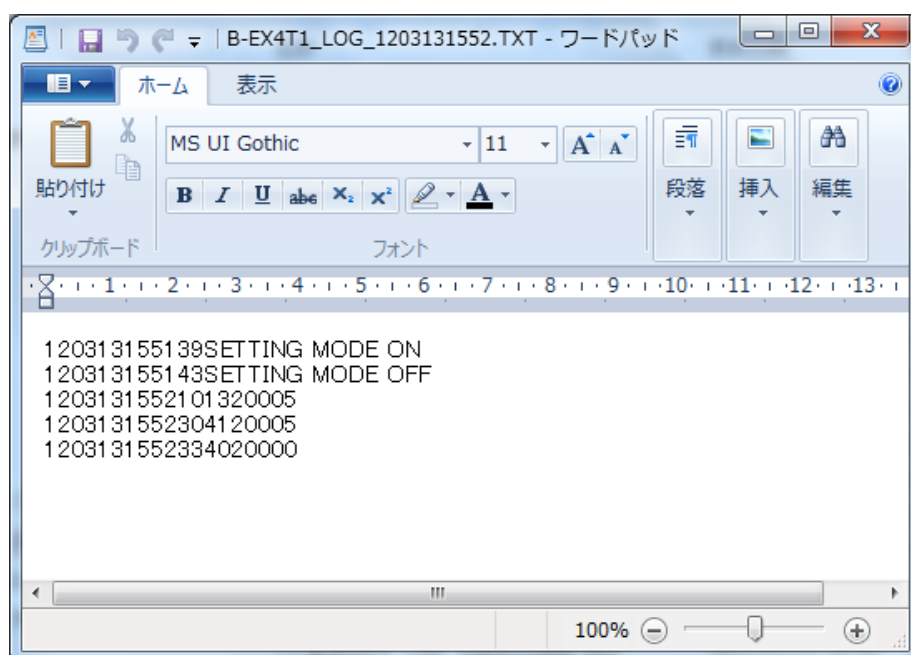 B-EX4T1_LOG_1203131552.TXT - ワードパッド
ホーム 表示
貼り付け
クリップボード
MS UI Gothic 11
B I U abc X₂ X²
A
フォント
段落 挿入 編集
1 2 3 4 5 6 7 8 9 10 11 12 13
120313155139SETTING MODE ON
120313155143SETTING MODE OFF
1203131552101320005
1203131552304120005
1203131552334020000
100%